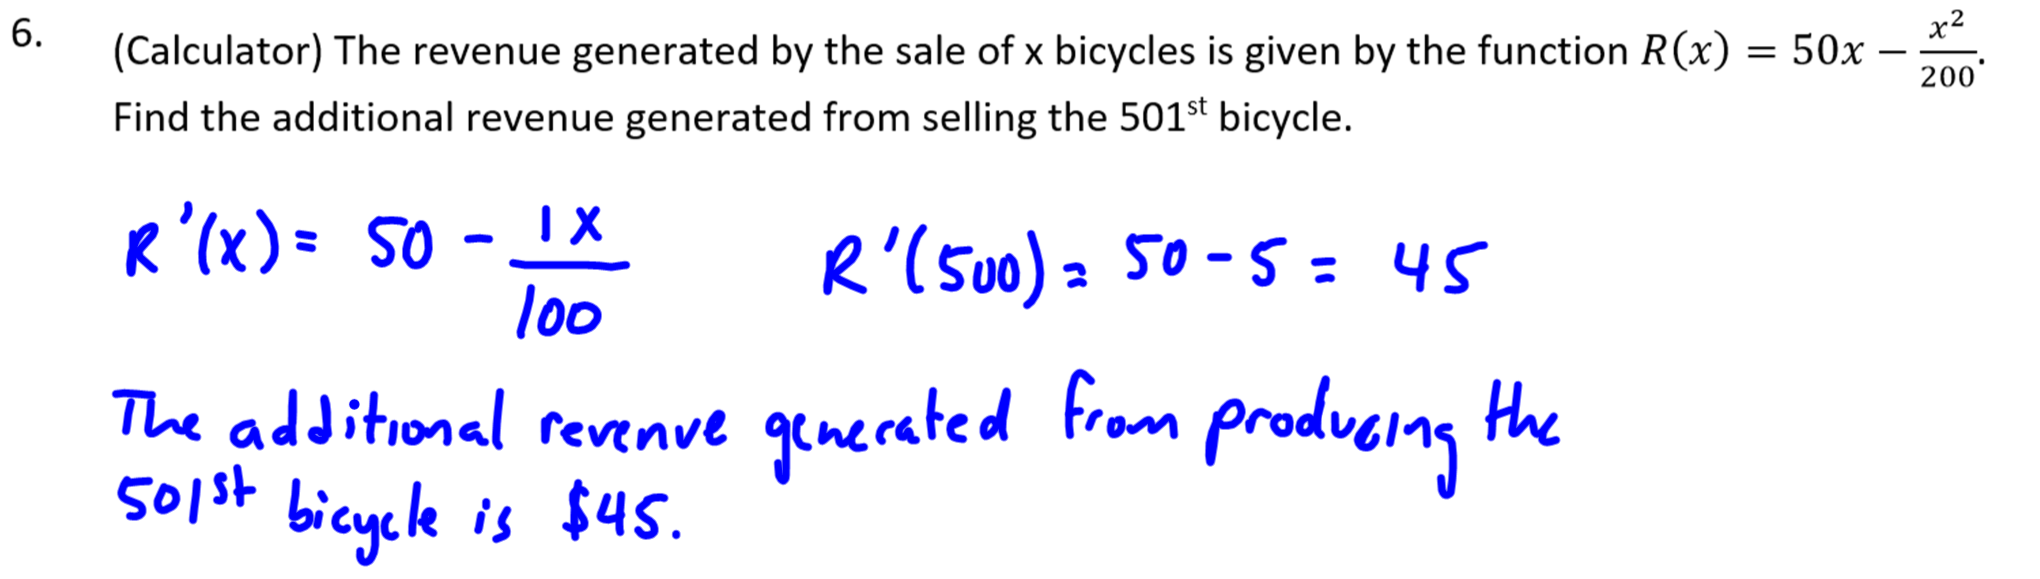 6. (Calculator) The revenue generated by the sale of x bicycles is given by the function R(x) = 50x − x²/200.
Find the additional revenue generated from selling the 501st bicycle.
R'(x) = 50 - 1x/100 R'(500) = 50 - 5 = 45
The additional revenue generated from producing the
501st bicycle is $45.